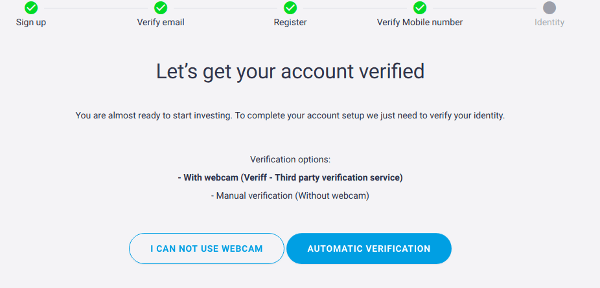 Sign up Verify email Register Verify Mobile number Identity
Let's get your account verified
You are almost ready to start investing. To complete your account setup we just need to verify your identity.
Verification options:
- With webcam (Veriff - Third party verification service)
- Manual verification (Without webcam)
I CAN NOT USE WEBCAM AUTOMATIC VERIFICATION